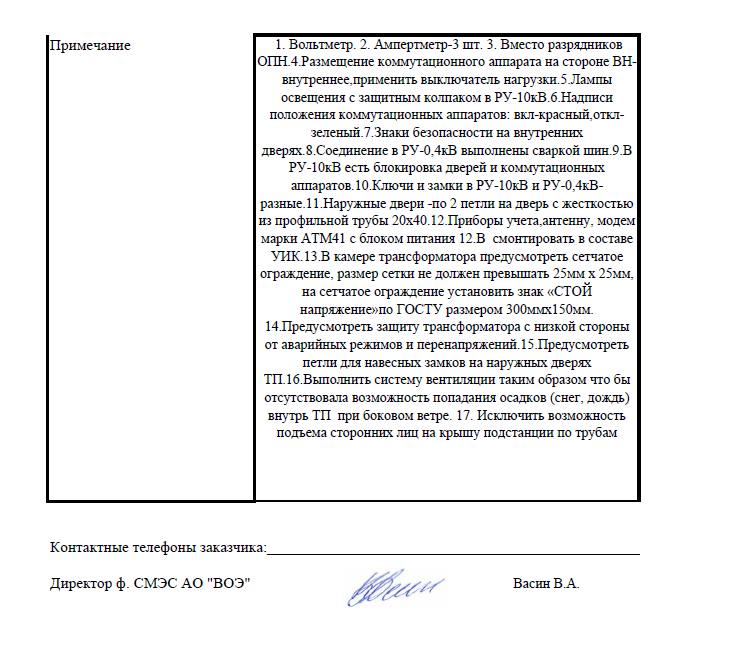 Примечание
1. Вольтметр. 2. Ампертметр-3 шт. 3. Вместо разрядников
ОПН.4.Размещение коммутационного аппарата на стороне ВН-
внутреннее,применить выключатель нагрузки.5.Лампы
освещения с защитным колпаком в РУ-10кВ.6.Надписи
положения коммутационных аппаратов: вкл-красный,откл-
зеленый.7.Знаки безопасности на внутренних
дверях.8.Соединение в РУ-0,4кВ выполнены сваркой шин.9.В
РУ-10кВ есть блокировка дверей и коммутационных
аппаратов.10.Ключи и замки в РУ-10кВ и РУ-0,4кВ-
разные.11.Наружные двери -по 2 петли на дверь с жесткостью
из профильной трубы 20х40.12.Приборы учета,антенну, модем
марки АТМ41 с блоком питания 12.В смонтировать в составе
УИК.13.В камере трансформатора предусмотреть сетчатое
ограждение, размер сетки не должен превышать 25мм х 25мм,
на сетчатое ограждение установить знак «СТОЙ
напряжение»по ГОСТУ размером 300ммх150мм.
14.Предусмотреть защиту трансформатора с низкой стороны
от аварийных режимов и перенапряжений.15.Предусмотреть
петли для навесных замков на наружных дверях
ТП.16.Выполнить систему вентиляции таким образом что бы
отсутствовала возможность попадания осадков (снег, дождь)
внутрь ТП при боковом ветре. 17. Исключить возможность
подъема сторонних лиц на крышу подстанции по трубам
Контактные телефоны заказчика:
Директор ф. СМЭС АО "ВОЭ" Васин В.А.